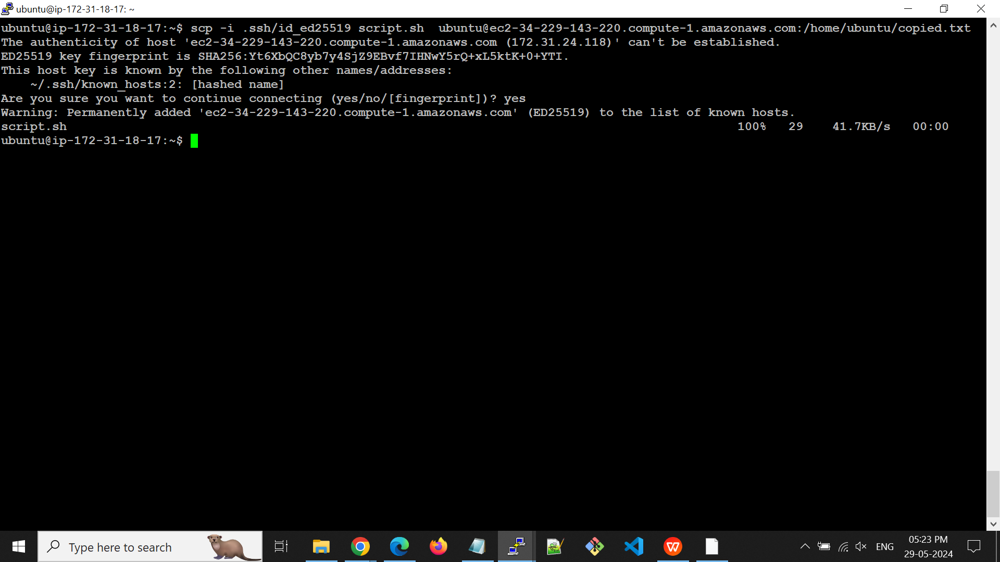 ubuntu@ip-172-31-18-17: ~
ubuntu@ip-172-31-18-17:~$ scp -i .ssh/id_ed25519 script.sh  ubuntu@ec2-34-229-143-220.compute-1.amazonaws.com:/home/ubuntu/copied.txt
The authenticity of host 'ec2-34-229-143-220.compute-1.amazonaws.com (172.31.24.118)' can't be established.
ED25519 key fingerprint is SHA256:Yt6XbQC8yb7y4SjZ9EBvf7IHNwY5rQ+xL5ktK+0+YTI.
This host key is known by the following other names/addresses:
    ~/.ssh/known_hosts:2: [hashed name]
Are you sure you want to continue connecting (yes/no/[fingerprint])? yes
Warning: Permanently added 'ec2-34-229-143-220.compute-1.amazonaws.com' (ED25519) to the list of known hosts.
script.sh 100% 29 41.7KB/s 00:00
ubuntu@ip-172-31-18-17:~$
Type here to search
W
ENG
05:23 PM
29-05-2024